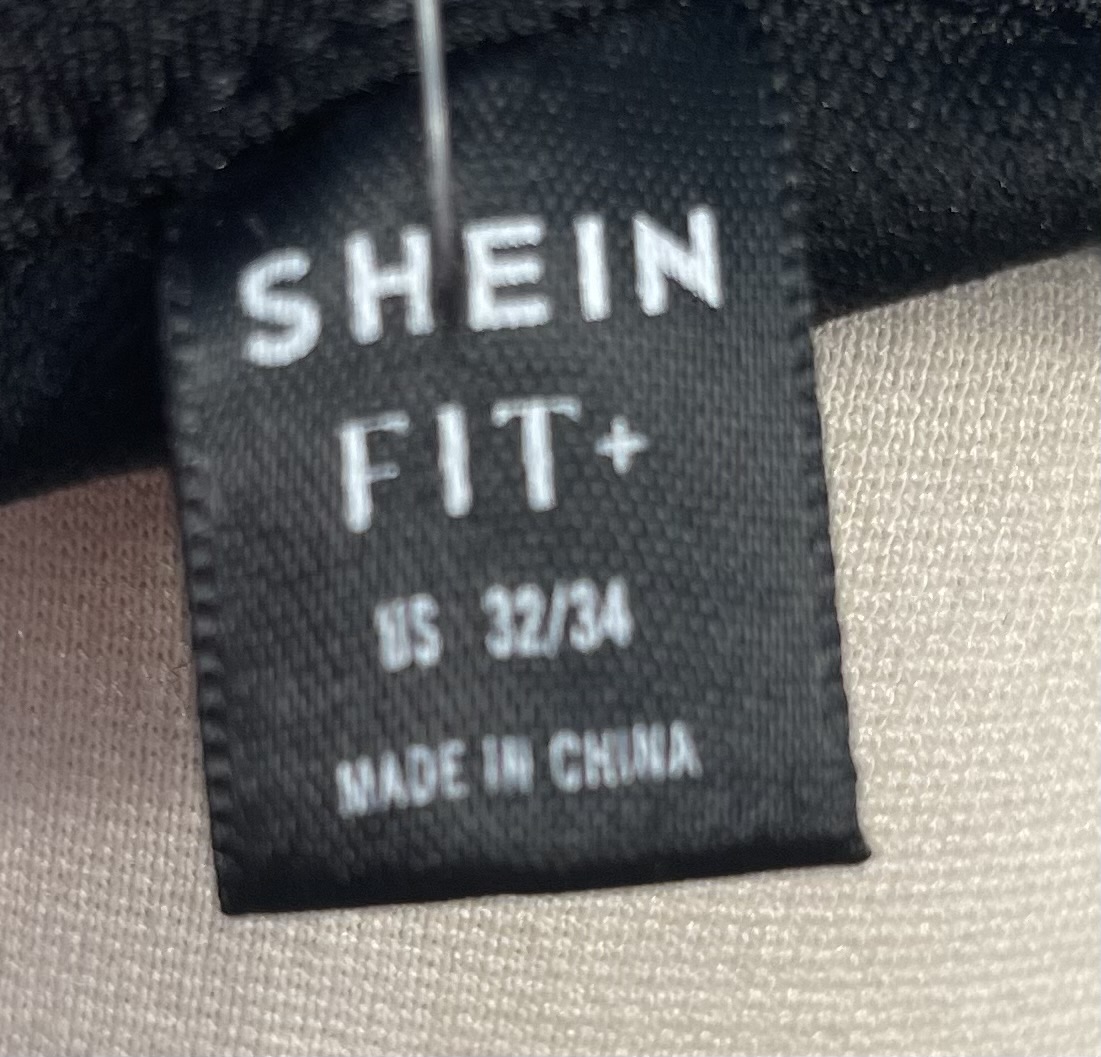 SHEIN
FIT+
US 32/34
MADE IN CHINA